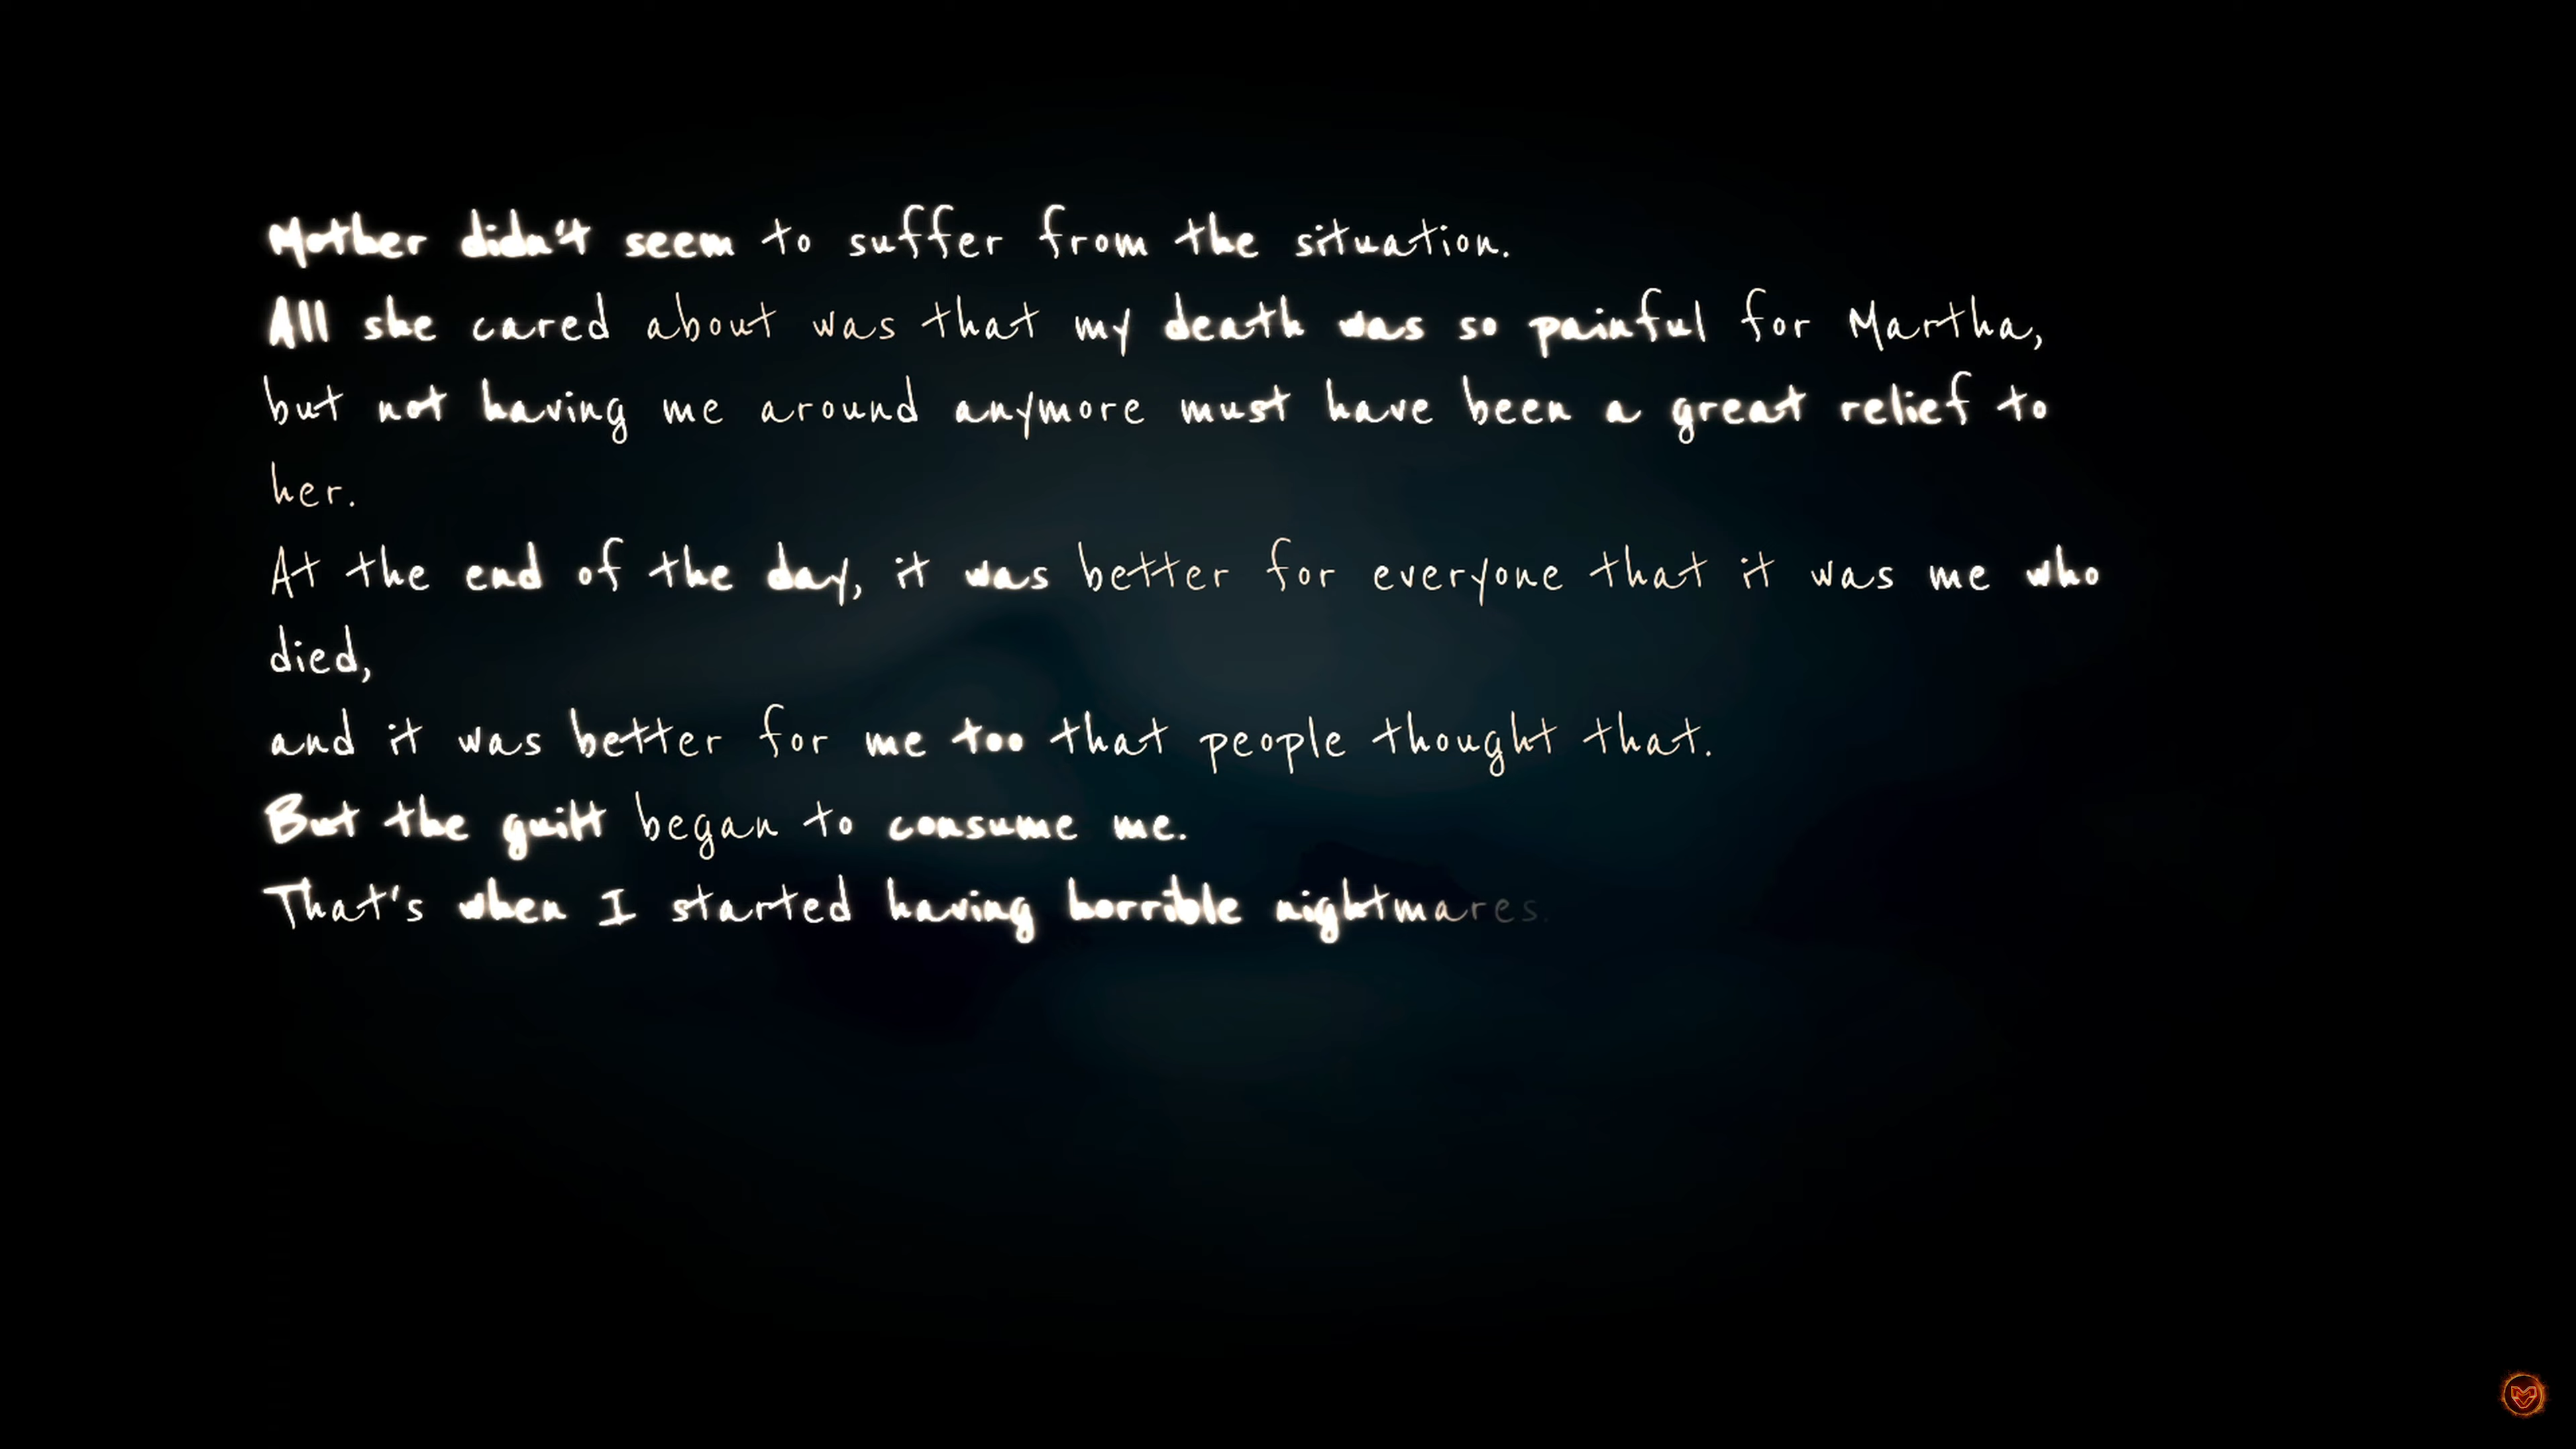 Mother didn't seem to suffer from the situation.
All she cared about was that my death was so painful for Martha,
but not having me around anymore must have been a great relief to
her.
At the end of the day, it was better for everyone that it was me who
died,
and it was better for me too that people thought that.
But the guilt began to consume me.
That's when I started having horrible nightmares.